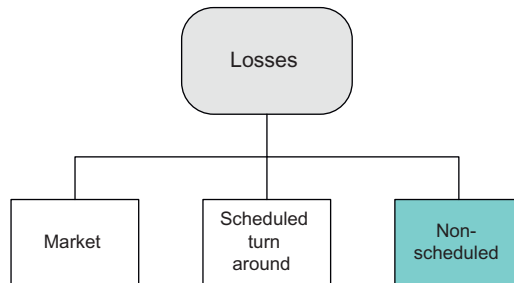 Losses
Market
Scheduled
turn
around
Non-
scheduled